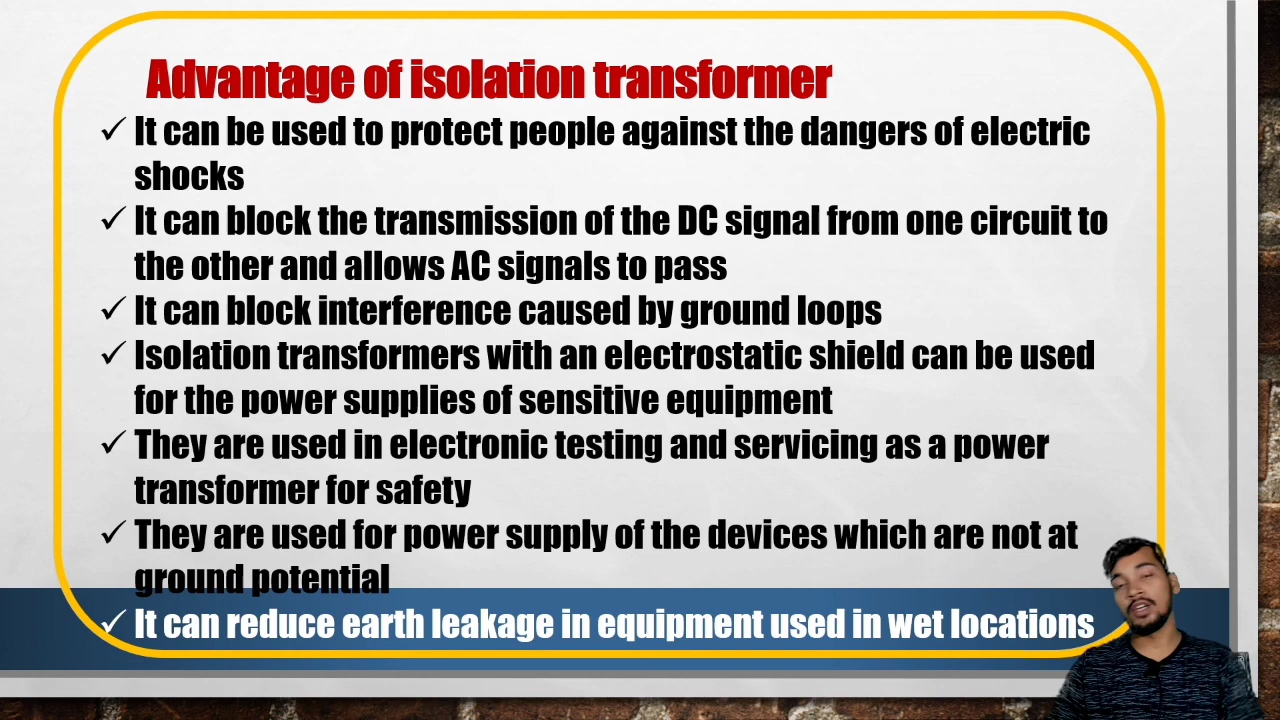 Advantage of isolation transformer
✓ It can be used to protect people against the dangers of electric
shocks
✓ It can block the transmission of the DC signal from one circuit to
the other and allows AC signals to pass
✓ It can block interference caused by ground loops
✓ Isolation transformers with an electrostatic shield can be used
for the power supplies of sensitive equipment
✓ They are used in electronic testing and servicing as a power
transformer for safety
✓ They are used for power supply of the devices which are not at
ground potential
✓ It can reduce earth leakage in equipment used in wet locations